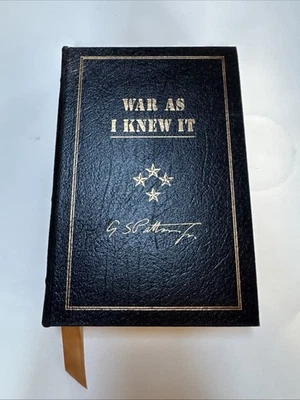 WAR AS
I KNEW IT
G S Patton Jr.